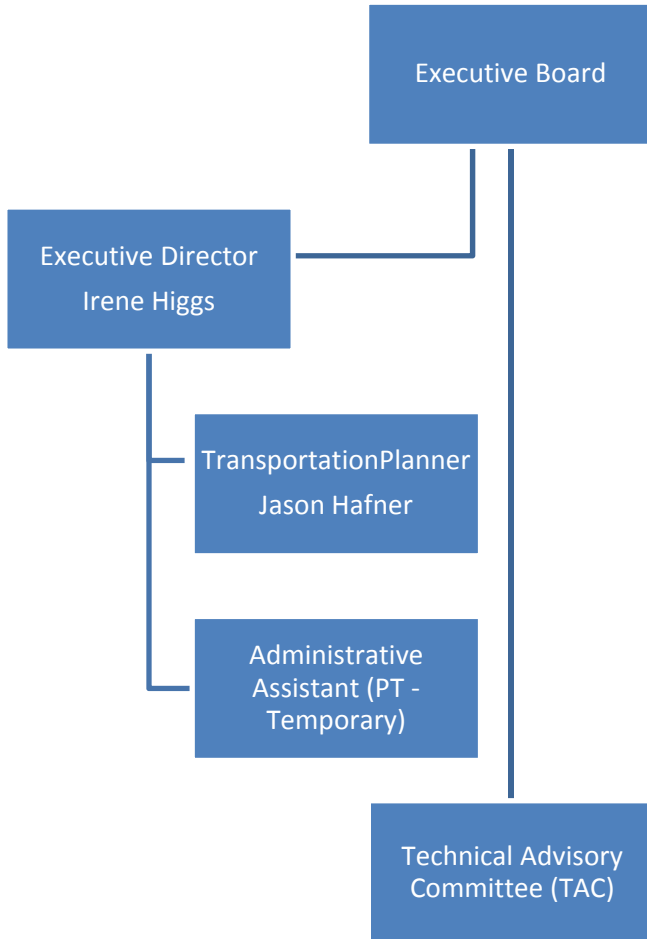 Executive Board
Executive Director
Irene Higgs
TransportationPlanner
Jason Hafner
Administrative
Assistant (PT -
Temporary)
Technical Advisory
Committee (TAC)